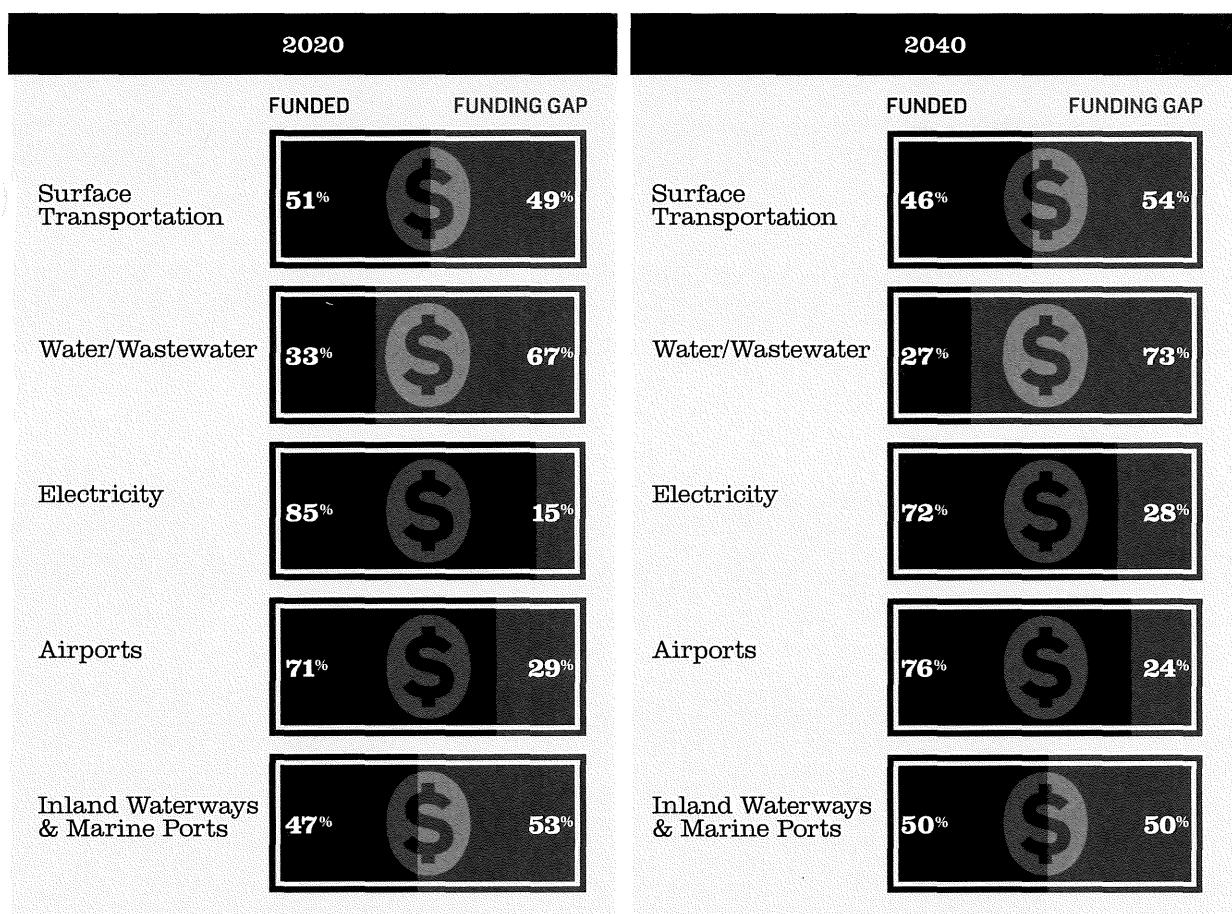 2020
FUNDED FUNDING GAP
Surface
Transportation
51% 49%
Water/Wastewater
33% 67%
Electricity
85% 15%
Airports
71% 29%
Inland Waterways
& Marine Ports
47% 53%
2040
FUNDED FUNDING GAP
Surface
Transportation
46% 54%
Water/Wastewater
27% 73%
Electricity
72% 28%
Airports
76% 24%
Inland Waterways
& Marine Ports
50% 50%